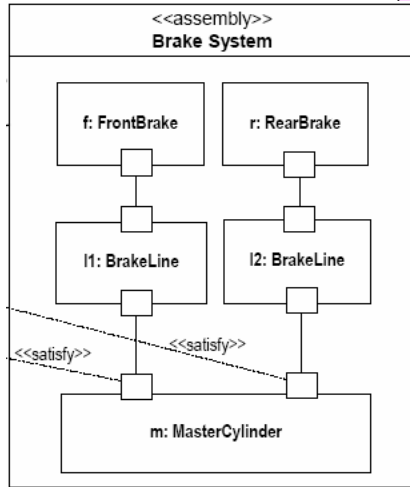 <<assembly>>
Brake System
f: FrontBrake
r: RearBrake
l1: BrakeLine
l2: BrakeLine
<<satisfy>>
<<satisfy>>
m: MasterCylinder